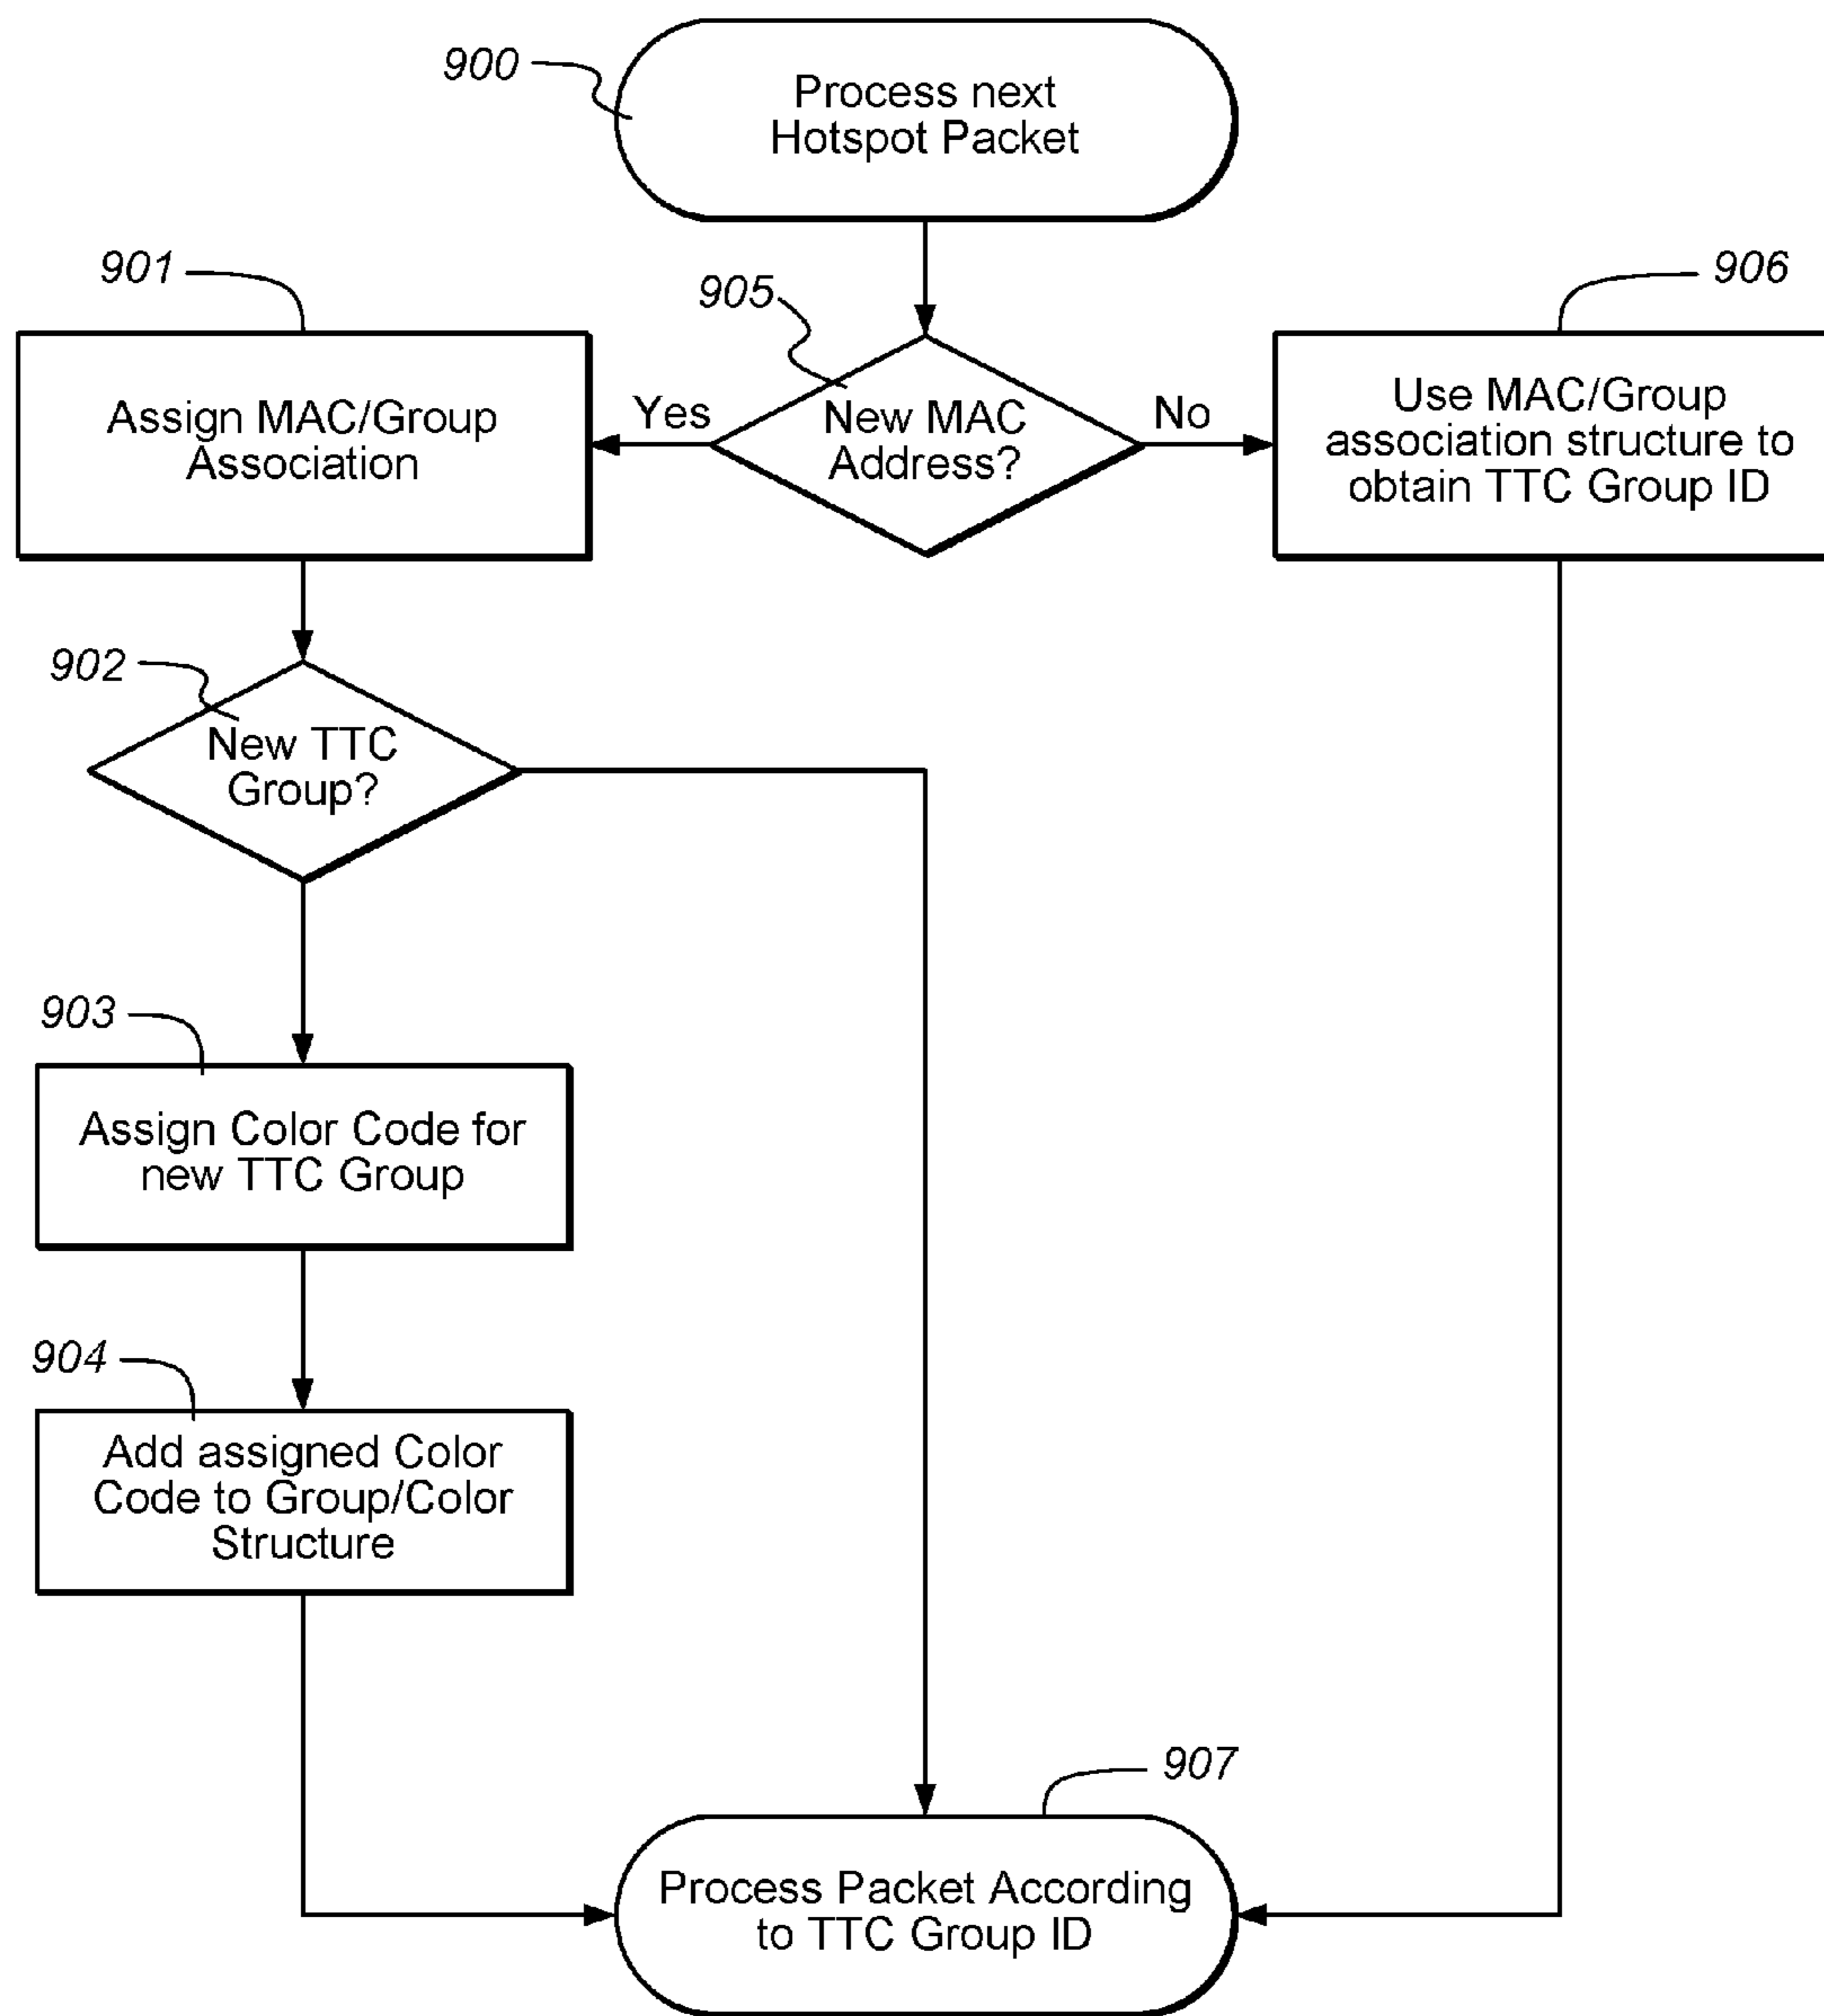 900
Process next
Hotspot Packet
901
905
906
Assign MAC/Group
Association
Yes
New MAC
Address?
No
Use MAC/Group
association structure to
obtain TTC Group ID
902
New TTC
Group?
903
Assign Color Code for
new TTC Group
904
Add assigned Color
Code to Group/Color
Structure
907
Process Packet According
to TTC Group ID